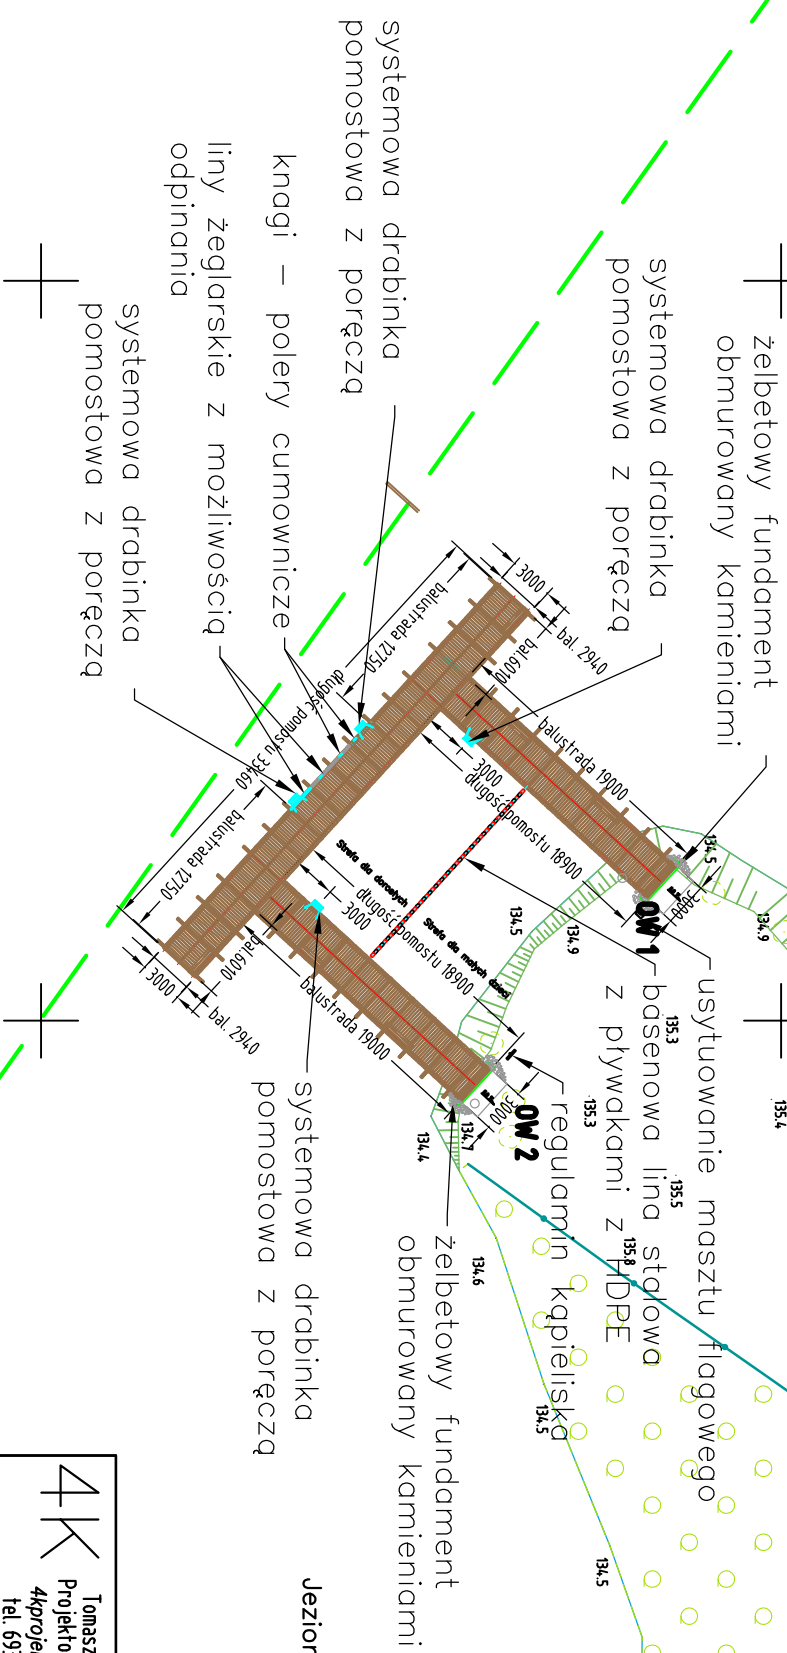 żelbetowy fundament
obmurowany kamieniami
systemowa drabinka
pomostowa z poręczą
systemowa drabinka
pomostowa z poręczą
knagi – polery cumownicze
liny żeglarskie z możliwością
odpinania
systemowa drabinka
pomostowa z poręczą
3000
bal. 2940
bal.6010
balustrada 12750
długość pomostu 33460
balustrada 12750
balustrada 19000
3000
długość pomostu 18900
Strefa dla dorosłych
Strefa dla małych dzieci
3000
długość pomostu 18900
balustrada 19000
bal.6010
3000
bal. 2940
134.5
134.9
3000
OW 1
134.5
134.9
135.3
135.4
135.3
135.5
135.8
3000
OW 2
134.7
134.4
134.6
134.5
134.5
usytuowanie masztu flagowego
basenowa lina stalowa
z pływakami z HDPE
regulamin kąpieliska
żelbetowy fundament
obmurowany kamieniami
systemowa drabinka
pomostowa z poręczą
Jezior
4K
Tomasz
Projekto
4kproje
tel. 69